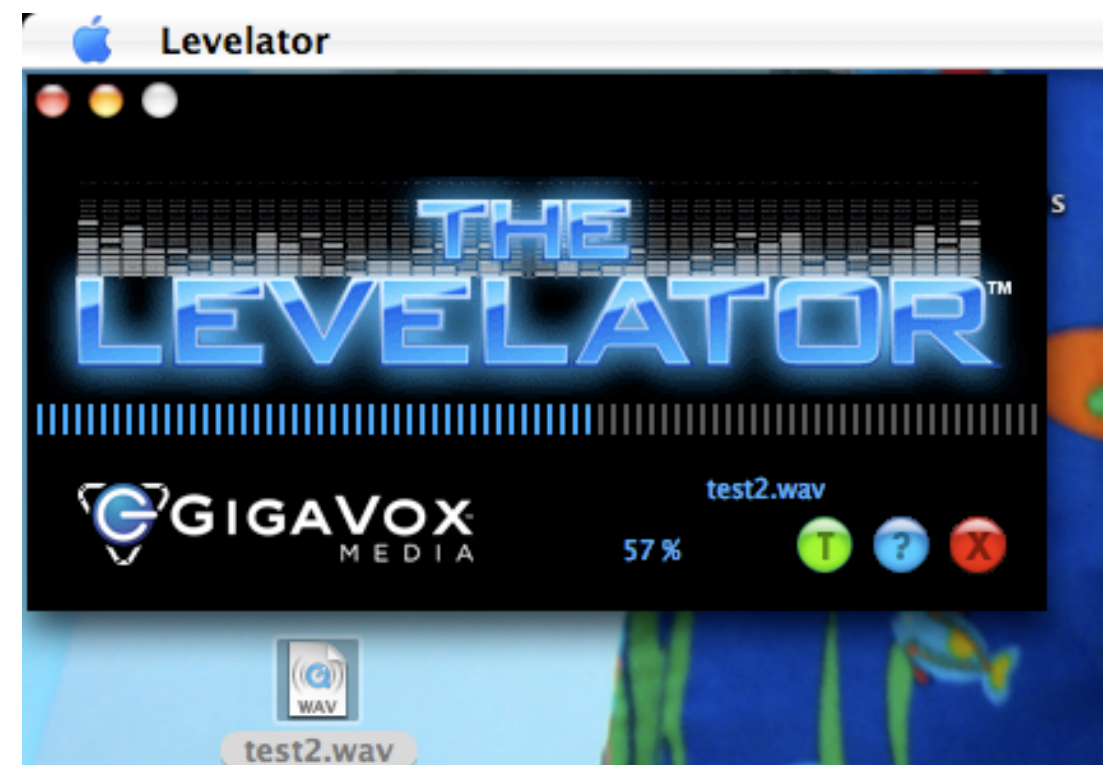 Levelator
s
THE
LEVELATOR™
GIGAVOX
MEDIA
test2.wav
57 %
T ? X
WAV
test2.wav